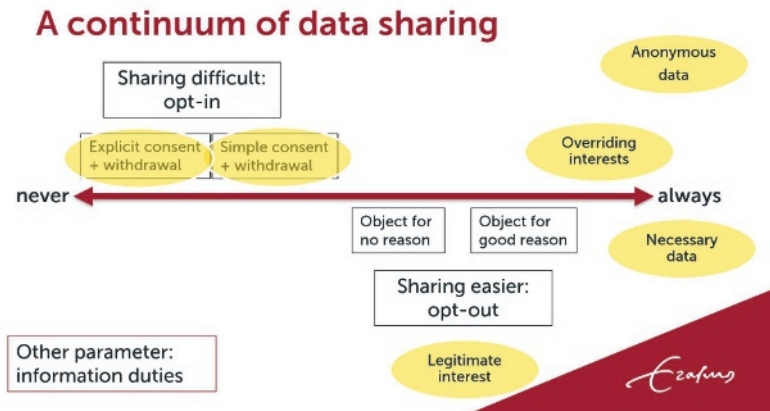 A continuum of data sharing
Sharing difficult:
opt-in
Anonymous
data
Explicit consent
+ withdrawal
Simple consent
+ withdrawal
Overriding
interests
never
always
Object for
no reason
Object for
good reason
Necessary
data
Sharing easier:
opt-out
Other parameter:
information duties
Legitimate
interest
Erasmus